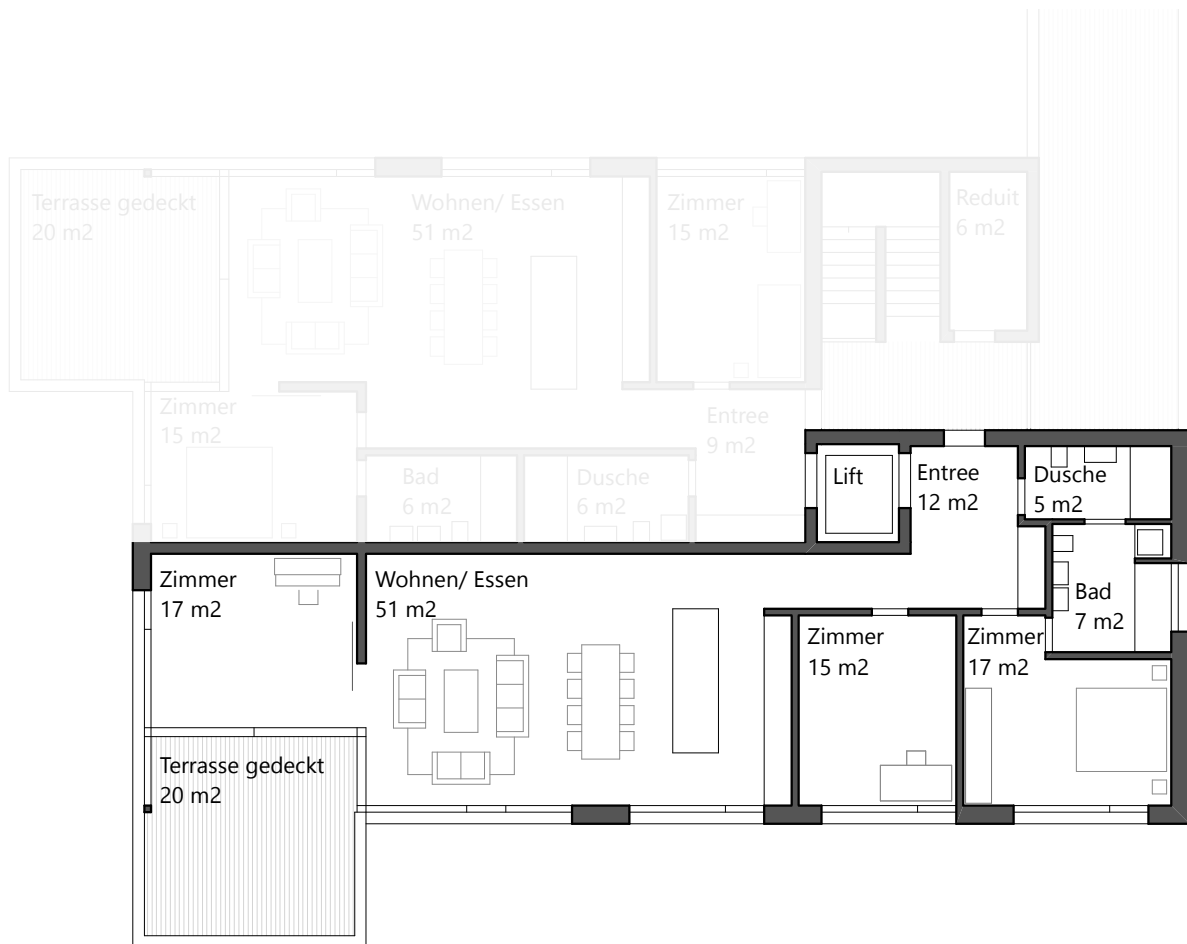 Terrasse gedeckt
20 m2
Wohnen/ Essen
51 m2
Zimmer
15 m2
Reduit
6 m2
Zimmer
15 m2
Entree
9 m2
Bad
6 m2
Dusche
6 m2
Lift
Entree
12 m2
Dusche
5 m2
Zimmer
17 m2
Wohnen/ Essen
51 m2
Bad
7 m2
Zimmer
15 m2
Zimmer
17 m2
Terrasse gedeckt
20 m2